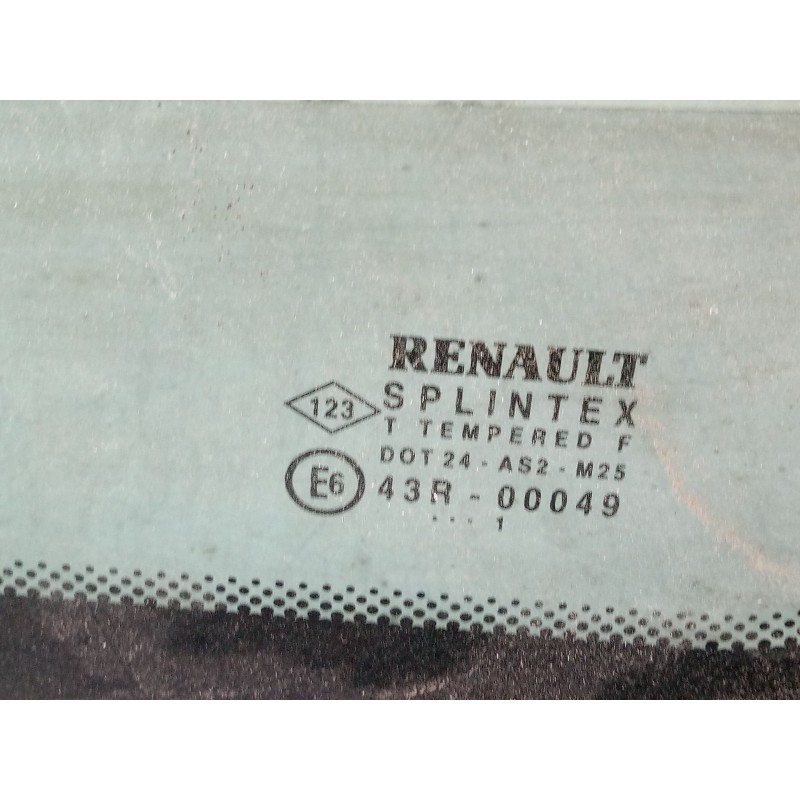 RENAULT
123 SPLINTEX
T TEMPERED F
DOT 24 - AS2 - M25
E6 43R - 00049
... 1